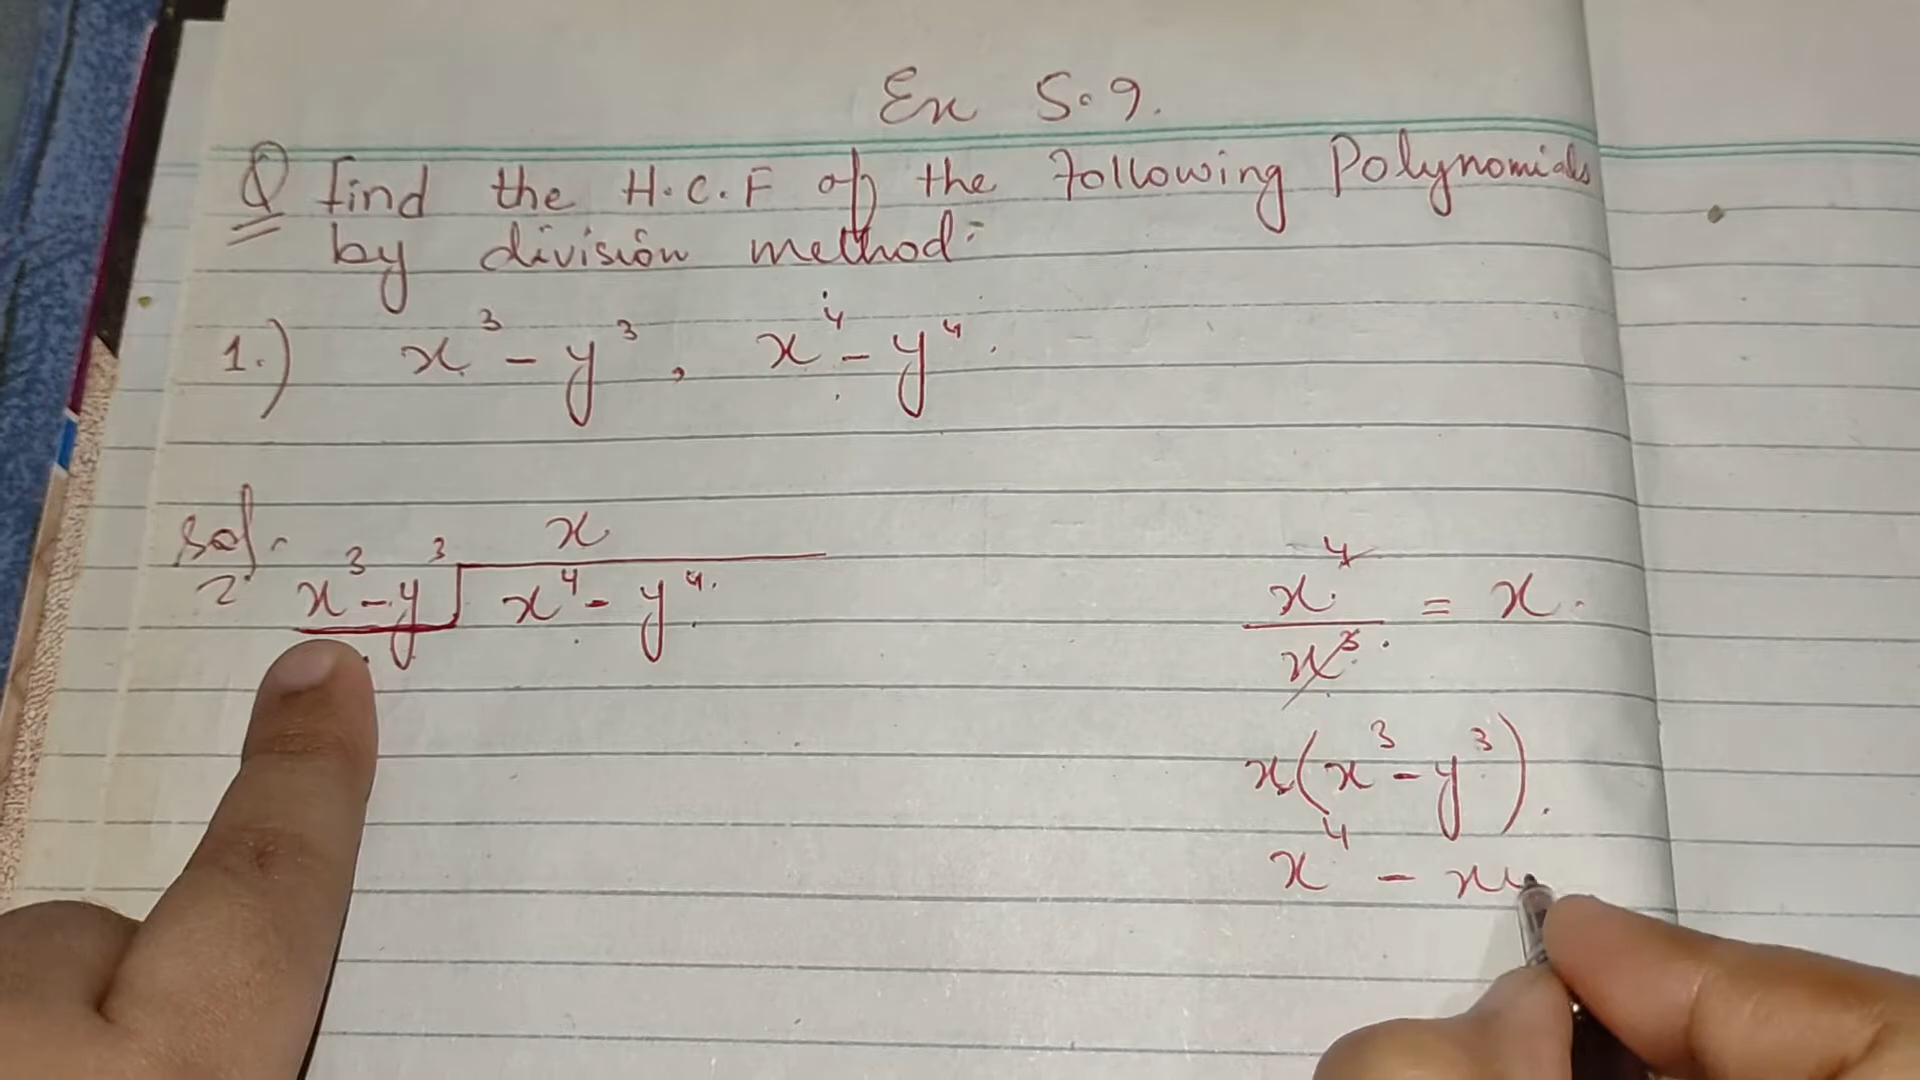 Ex 5.9.
Q find the H.C.F of the following Polynomials
by division method:-
1.) x³ - y³, x⁴ - y⁴.
sol.
x
x³ - y³ x⁴ - y⁴.
x⁴ / x³ = x.
x(x³ - y³).
x⁴ - xy